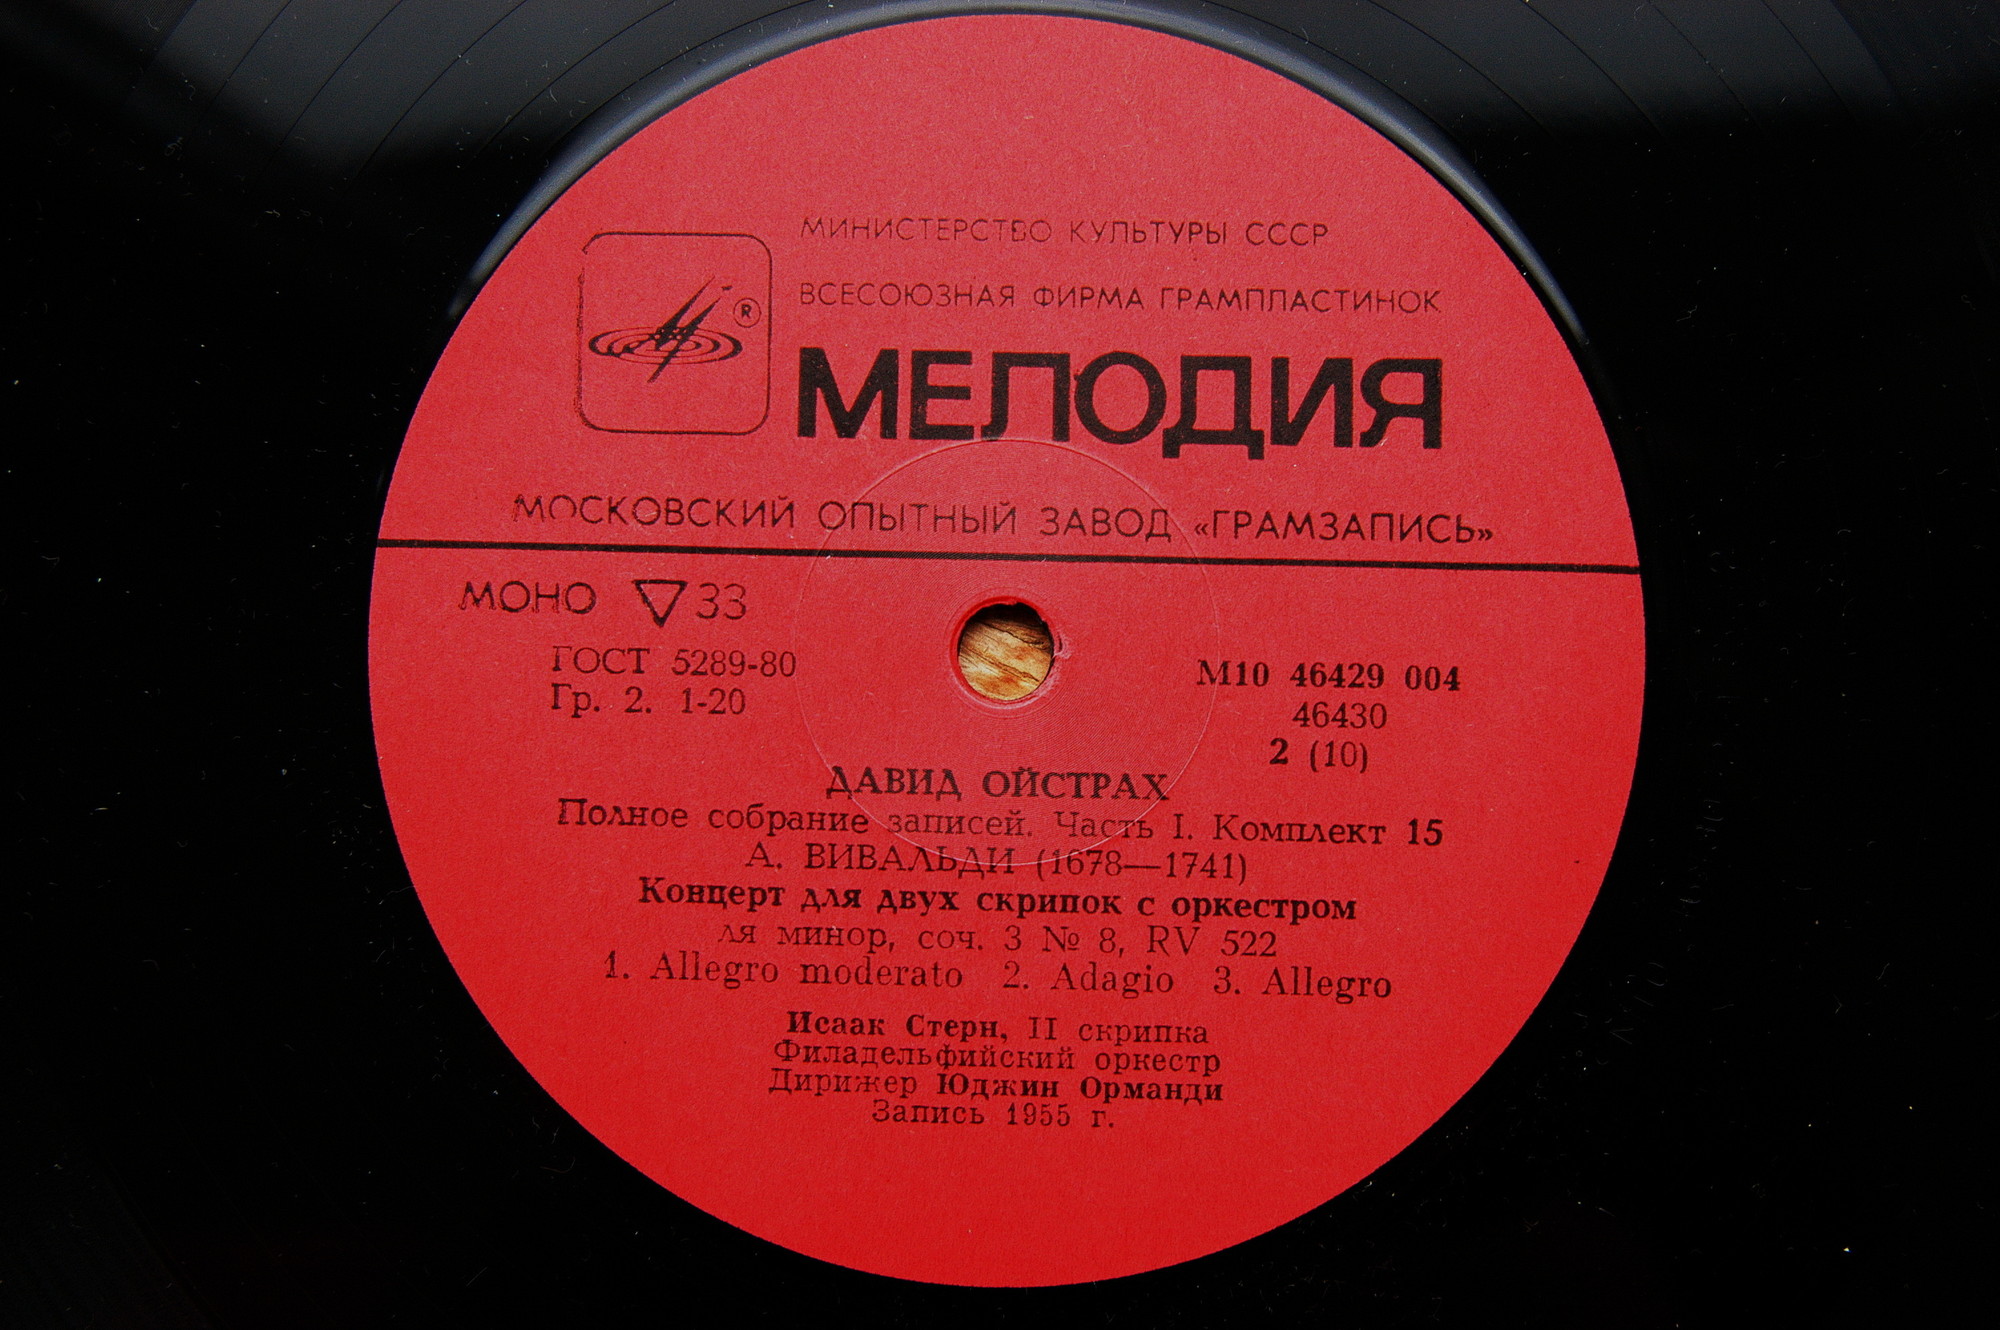 МИНИСТЕРСТВО КУЛЬТУРЫ СССР
ВСЕСОЮЗНАЯ ФИРМА ГРАМПЛАСТИНОК
®
МЕЛОДИЯ
МОСКОВСКИЙ ОПЫТНЫЙ ЗАВОД «ГРАМЗАПИСЬ»
МОНО ▽ 33
ГОСТ 5289-80
Гр. 2. 1-20
М10 46429 004
46430
2 (10)
ДАВИД ОЙСТРАХ
Полное собрание записей. Часть I. Комплект 15
А. ВИВАЛЬДИ (1678—1741)
Концерт для двух скрипок с оркестром
ля минор, соч. 3 № 8, RV 522
1. Allegro moderato 2. Adagio 3. Allegro
Исаак Стерн, II скрипка
Филадельфийский оркестр
Дирижер Юджин Орманди
Запись 1955 г.